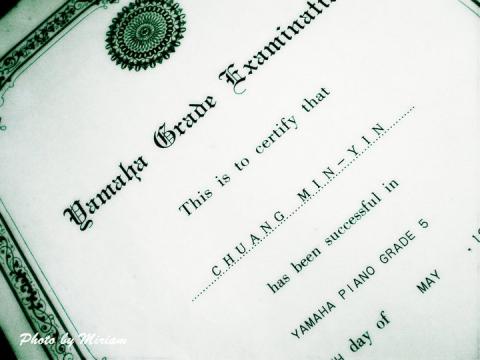 Yamaha Grade Examinati
This is to certify that
CHUANG MIN-YIN
has been successful in
YAMAHA PIANO GRADE 5
day of MAY
Photo by Miriam